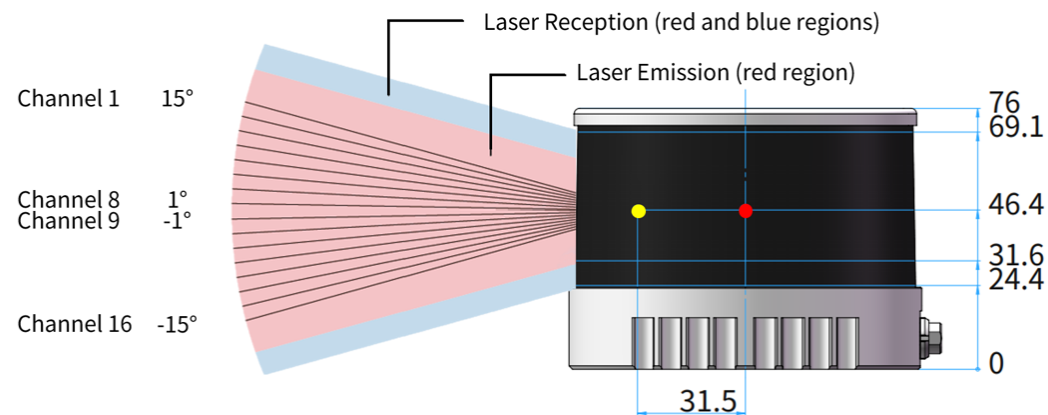 Laser Reception (red and blue regions)
Laser Emission (red region)
Channel 1 15°
Channel 8 1°
Channel 9 -1°
Channel 16 -15°
76
69.1
46.4
31.6
24.4
0
31.5